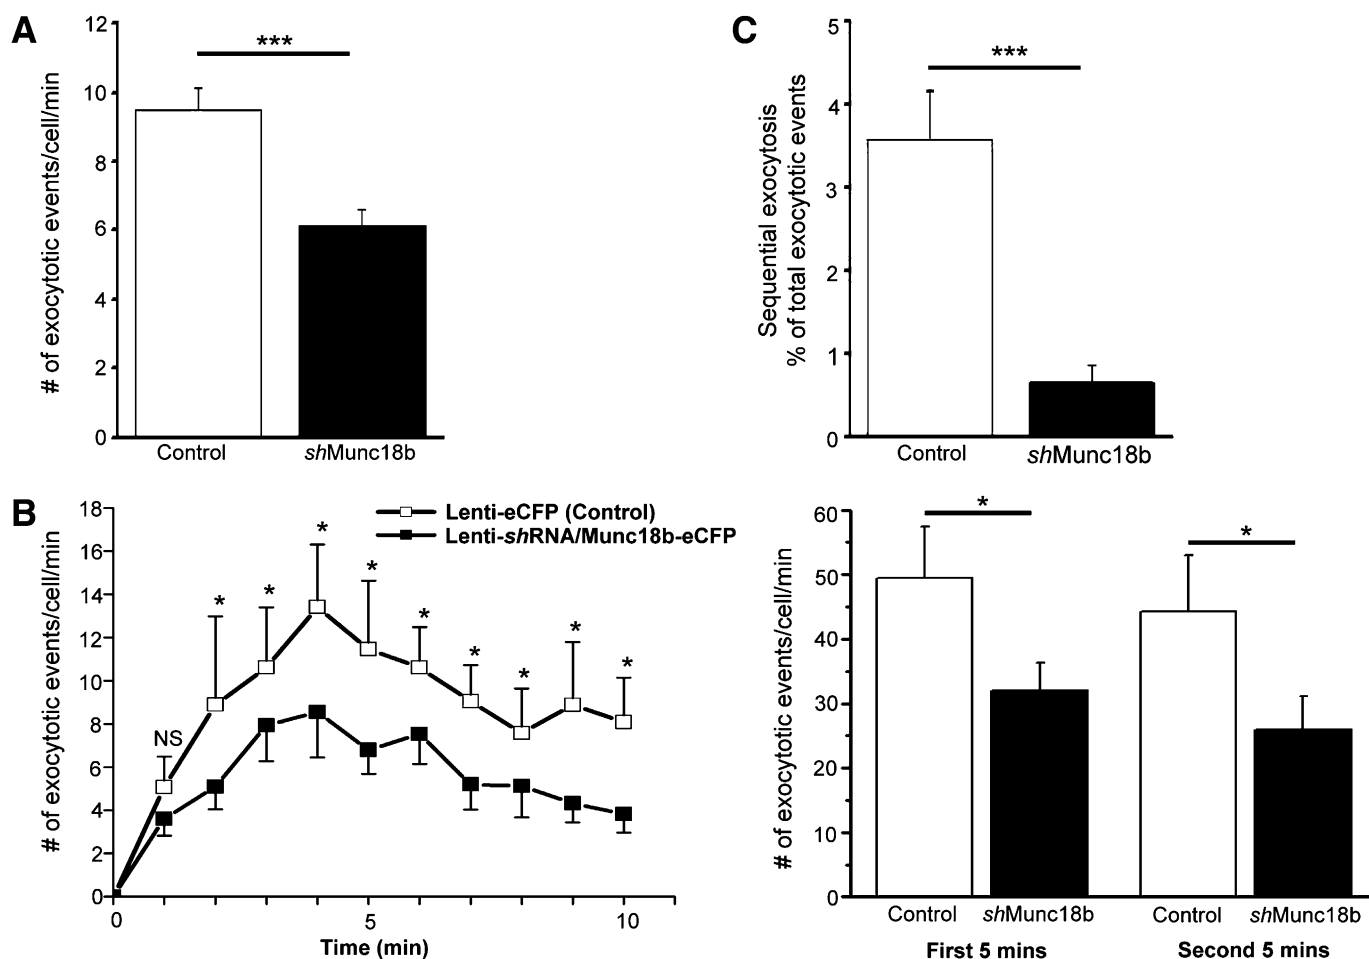 A
# of exocytotic events/cell/min
12
10
8
6
4
2
0
***
Control
shMunc18b
C
Sequential exocytosis
% of total exocytotic events
5
4
3
2
1
0
***
Control
shMunc18b
B
# of exocytotic events/cell/min
18
16
14
12
10
8
6
4
2
0
Lenti-eCFP (Control)
Lenti-shRNA/Munc18b-eCFP
NS
*
*
*
*
*
*
*
*
*
0
5
10
Time (min)
# of exocytotic events/cell/min
60
50
40
30
20
10
0
*
*
Control
shMunc18b
Control
shMunc18b
First 5 mins
Second 5 mins